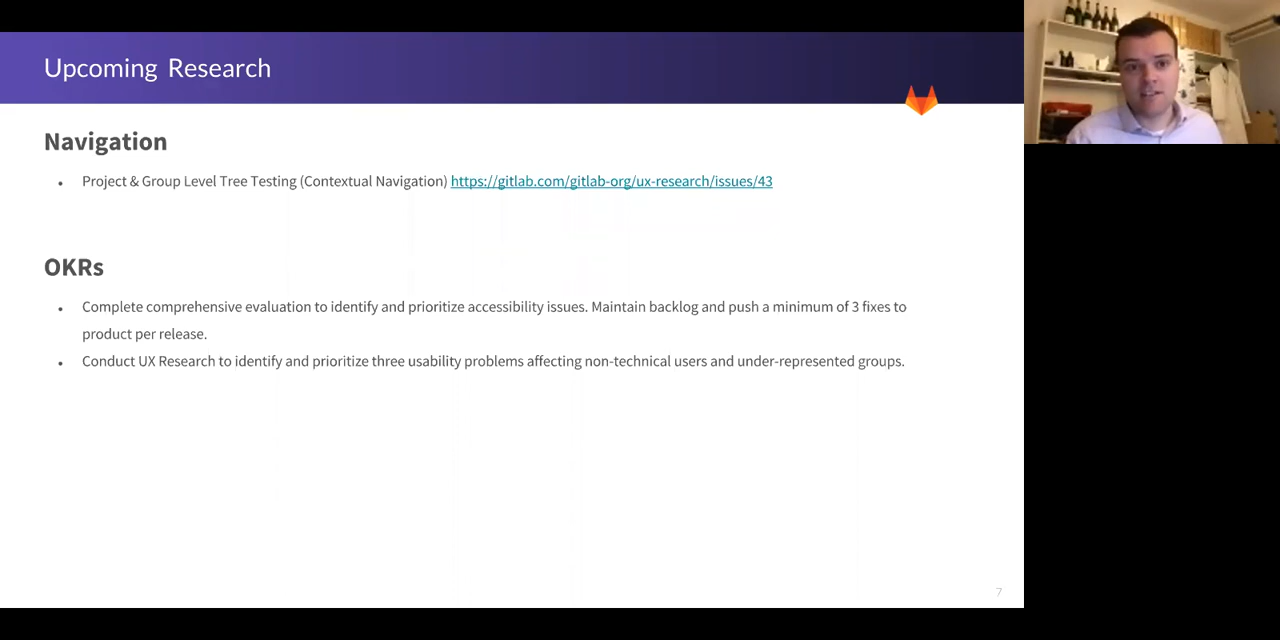 Upcoming Research
Navigation
• Project & Group Level Tree Testing (Contextual Navigation) https://gitlab.com/gitlab-org/ux-research/issues/43
OKRs
• Complete comprehensive evaluation to identify and prioritize accessibility issues. Maintain backlog and push a minimum of 3 fixes to
product per release.
• Conduct UX Research to identify and prioritize three usability problems affecting non-technical users and under-represented groups.
7